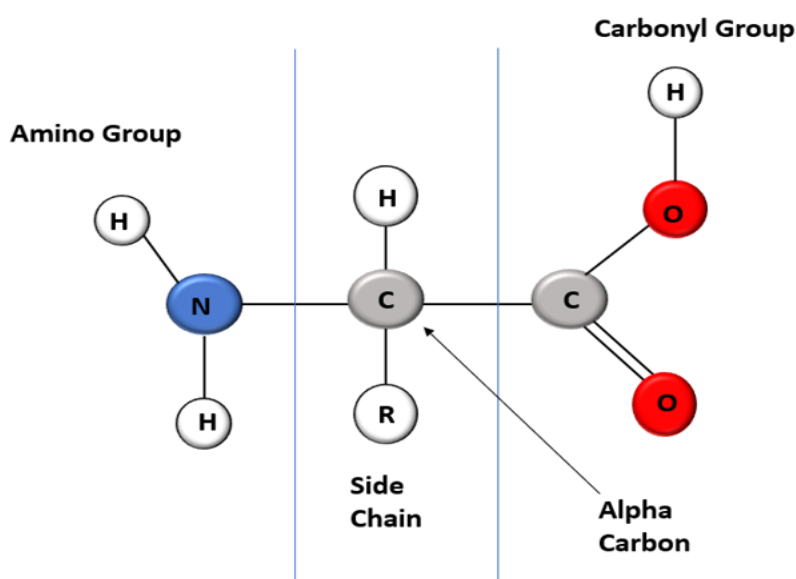 Carbonyl Group
H
Amino Group
H
H
O
N
C
C
H
R
O
Side
Chain
Alpha
Carbon